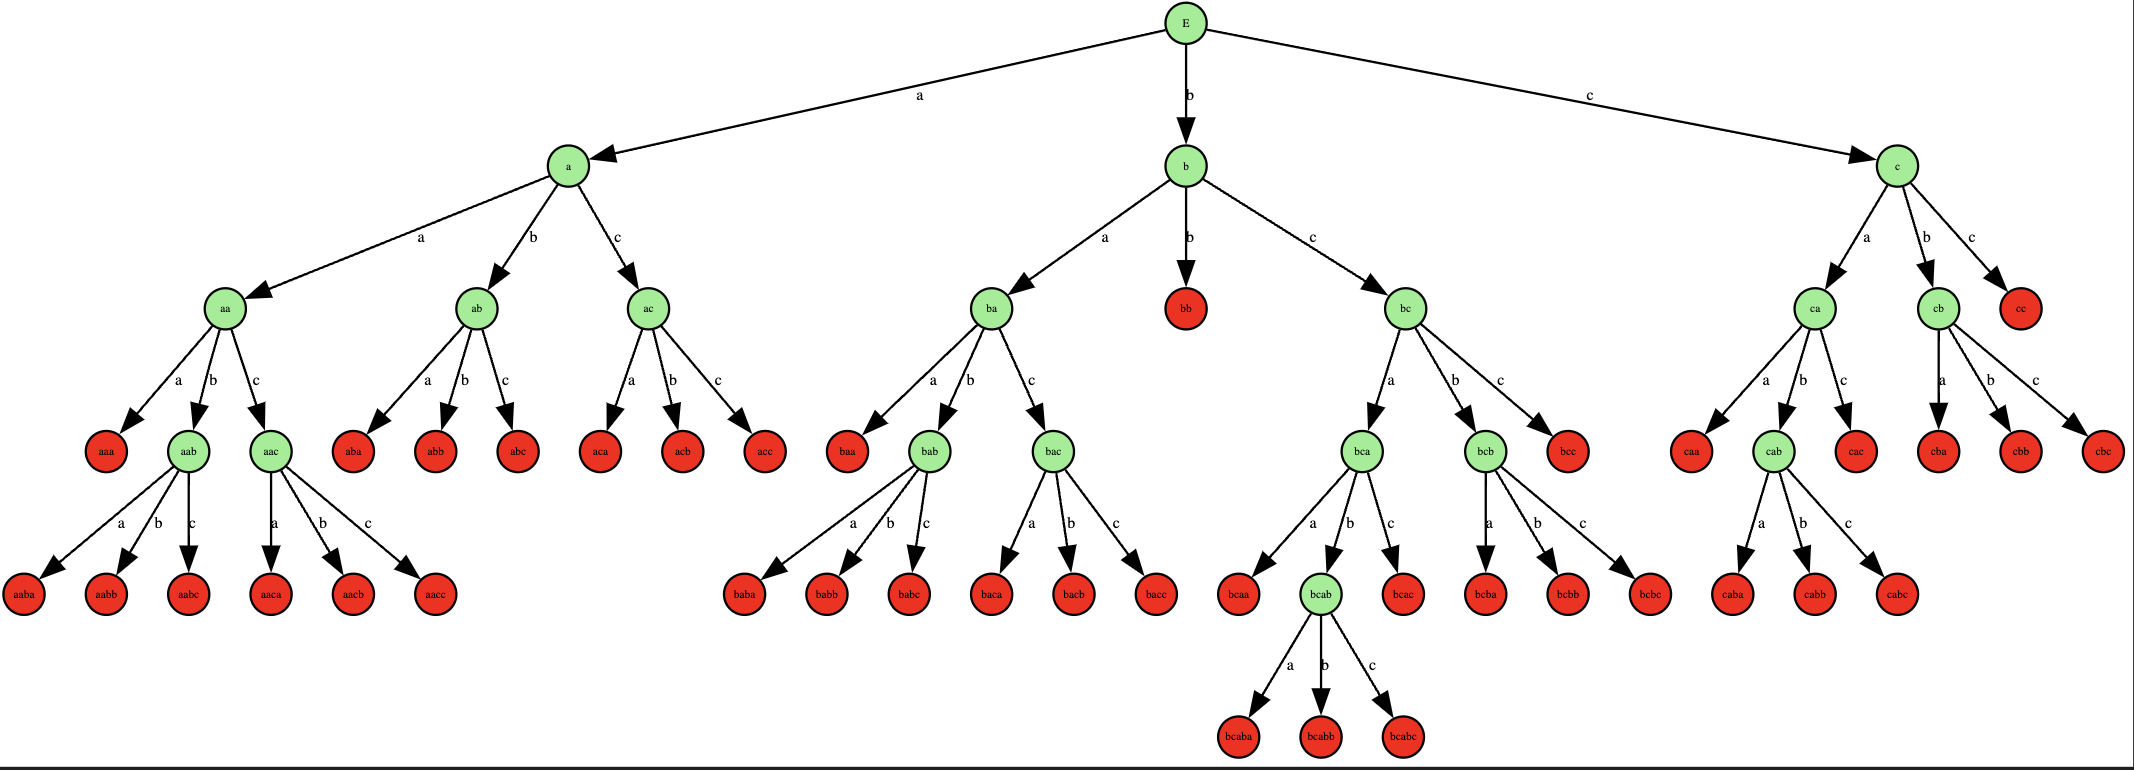 E
a b c
a b c
a b c a b c a b c
aa ab ac ba bb bc ca cb cc
a b c a b c a b c a b c a b c a b c a b c
aaa aab aac aba abb abc aca acb acc baa bab bac bca bcb bcc caa cab cac cba cbb cbc
a b c a b c a b c a b c a b c a b c a b c
aaba aabb aabc aaca aacb aacc baba babb babc baca bacb bacc bcaa bcab bcac bcba bcbb bcbc caba cabb cabc
a b c
bcaba bcabb bcabc